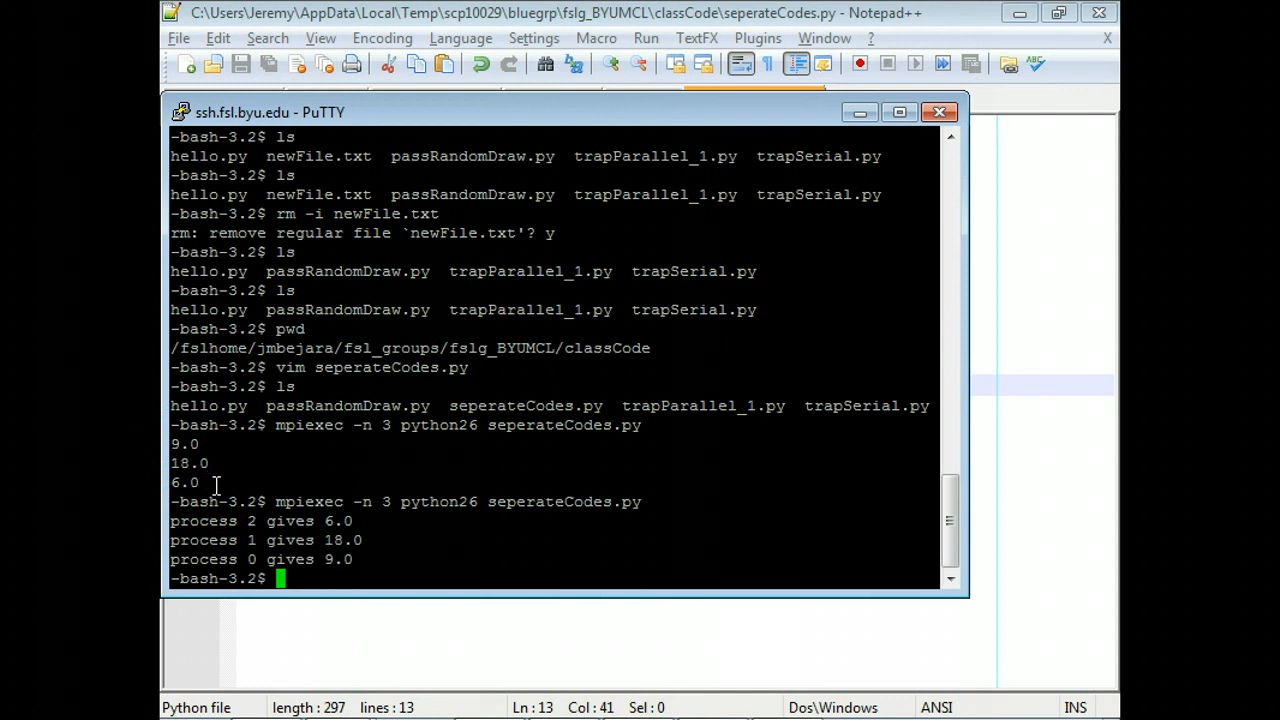 C:\Users\Jeremy\AppData\Local\Temp\scp10029\bluegrp\fslg_BYUMCL\classCode\seperateCodes.py - Notepad++
File Edit Search View Encoding Language Settings Macro Run TextFX Plugins Window ? X
ssh.fsl.byu.edu - PuTTY
-bash-3.2$ ls
hello.py newFile.txt passRandomDraw.py trapParallel_1.py trapSerial.py
-bash-3.2$ ls
hello.py newFile.txt passRandomDraw.py trapParallel_1.py trapSerial.py
-bash-3.2$ rm -i newFile.txt
rm: remove regular file `newFile.txt'? y
-bash-3.2$ ls
hello.py passRandomDraw.py trapParallel_1.py trapSerial.py
-bash-3.2$ ls
hello.py passRandomDraw.py trapParallel_1.py trapSerial.py
-bash-3.2$ pwd
/fslhome/jmbejara/fsl_groups/fslg_BYUMCL/classCode
-bash-3.2$ vim seperateCodes.py
-bash-3.2$ ls
hello.py passRandomDraw.py seperateCodes.py trapParallel_1.py trapSerial.py
-bash-3.2$ mpiexec -n 3 python26 seperateCodes.py
9.0
18.0
6.0
-bash-3.2$ mpiexec -n 3 python26 seperateCodes.py
process 2 gives 6.0
process 1 gives 18.0
process 0 gives 9.0
-bash-3.2$
Python file length : 297 lines : 13 Ln : 13 Col : 41 Sel : 0 Dos\Windows ANSI INS